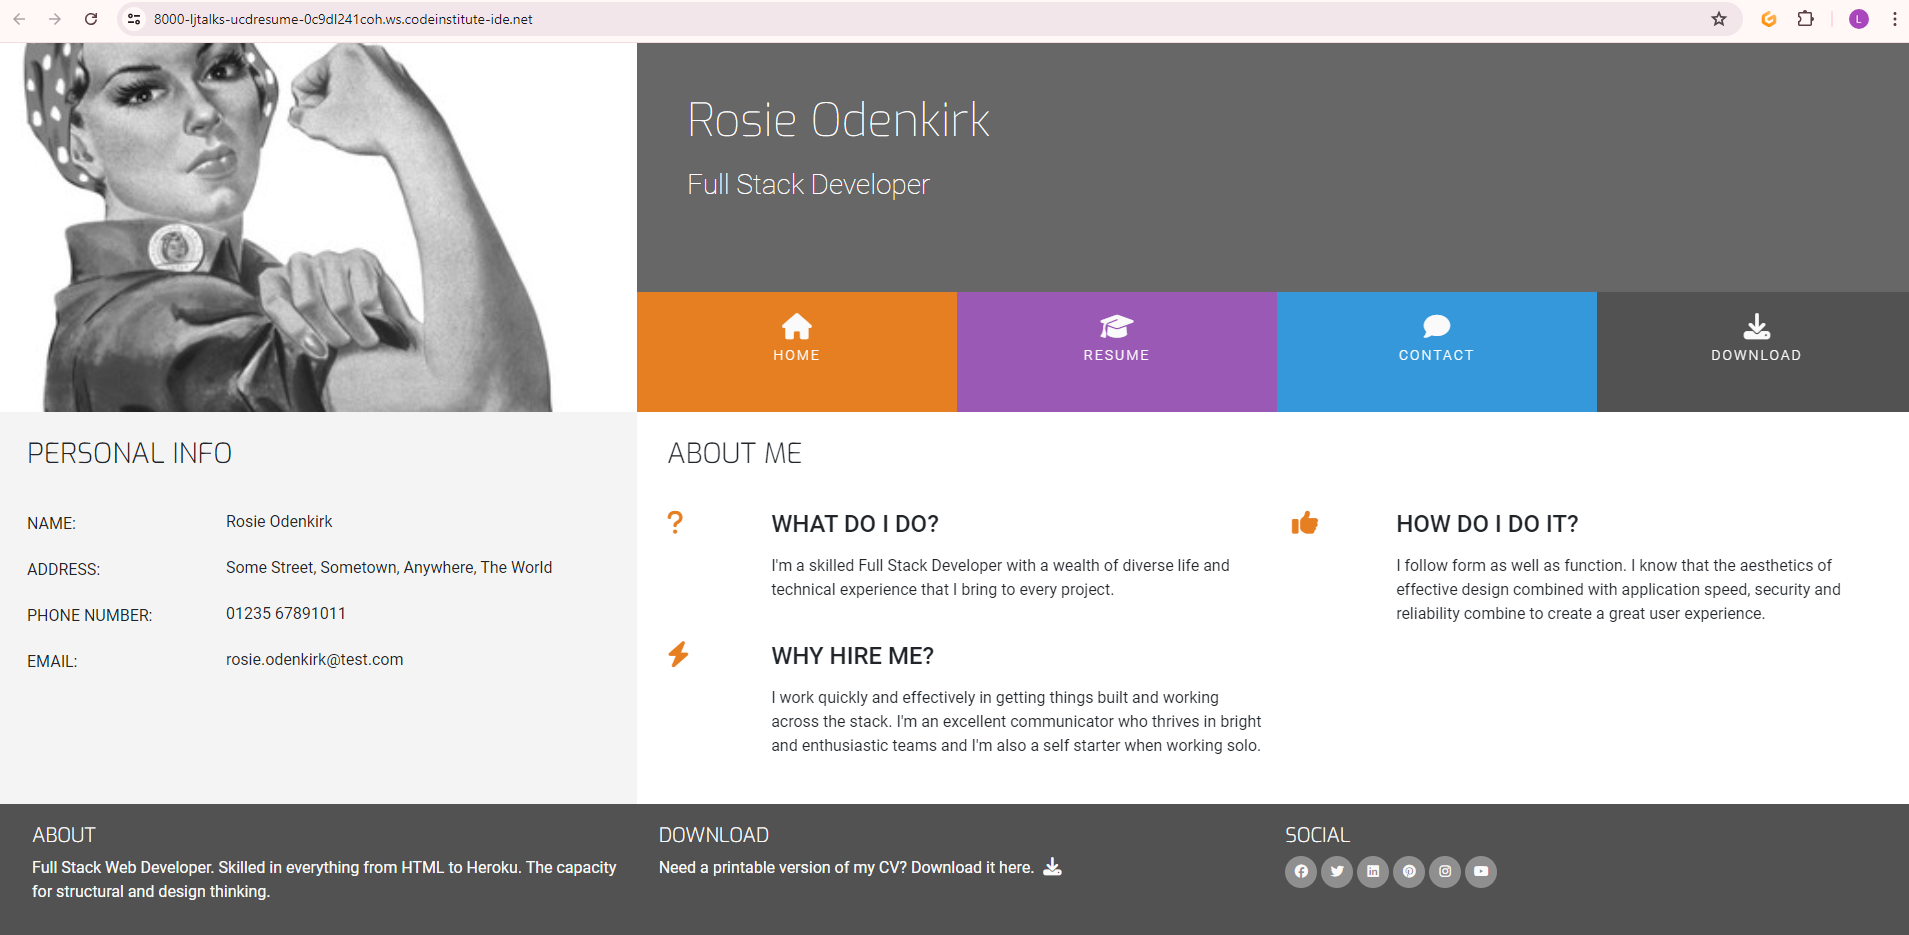 8000-ljtalks-ucdresume-0c9dl241coh.ws.codeinstitute-ide.net
L
Rosie Odenkirk
Full Stack Developer
HOME
RESUME
CONTACT
DOWNLOAD
PERSONAL INFO
NAME: Rosie Odenkirk
ADDRESS: Some Street, Sometown, Anywhere, The World
PHONE NUMBER: 01235 67891011
EMAIL: rosie.odenkirk@test.com
ABOUT ME
WHAT DO I DO?
I'm a skilled Full Stack Developer with a wealth of diverse life and
technical experience that I bring to every project.
HOW DO I DO IT?
I follow form as well as function. I know that the aesthetics of
effective design combined with application speed, security and
reliability combine to create a great user experience.
WHY HIRE ME?
I work quickly and effectively in getting things built and working
across the stack. I'm an excellent communicator who thrives in bright
and enthusiastic teams and I'm also a self starter when working solo.
ABOUT
Full Stack Web Developer. Skilled in everything from HTML to Heroku. The capacity
for structural and design thinking.
DOWNLOAD
Need a printable version of my CV? Download it here.
SOCIAL